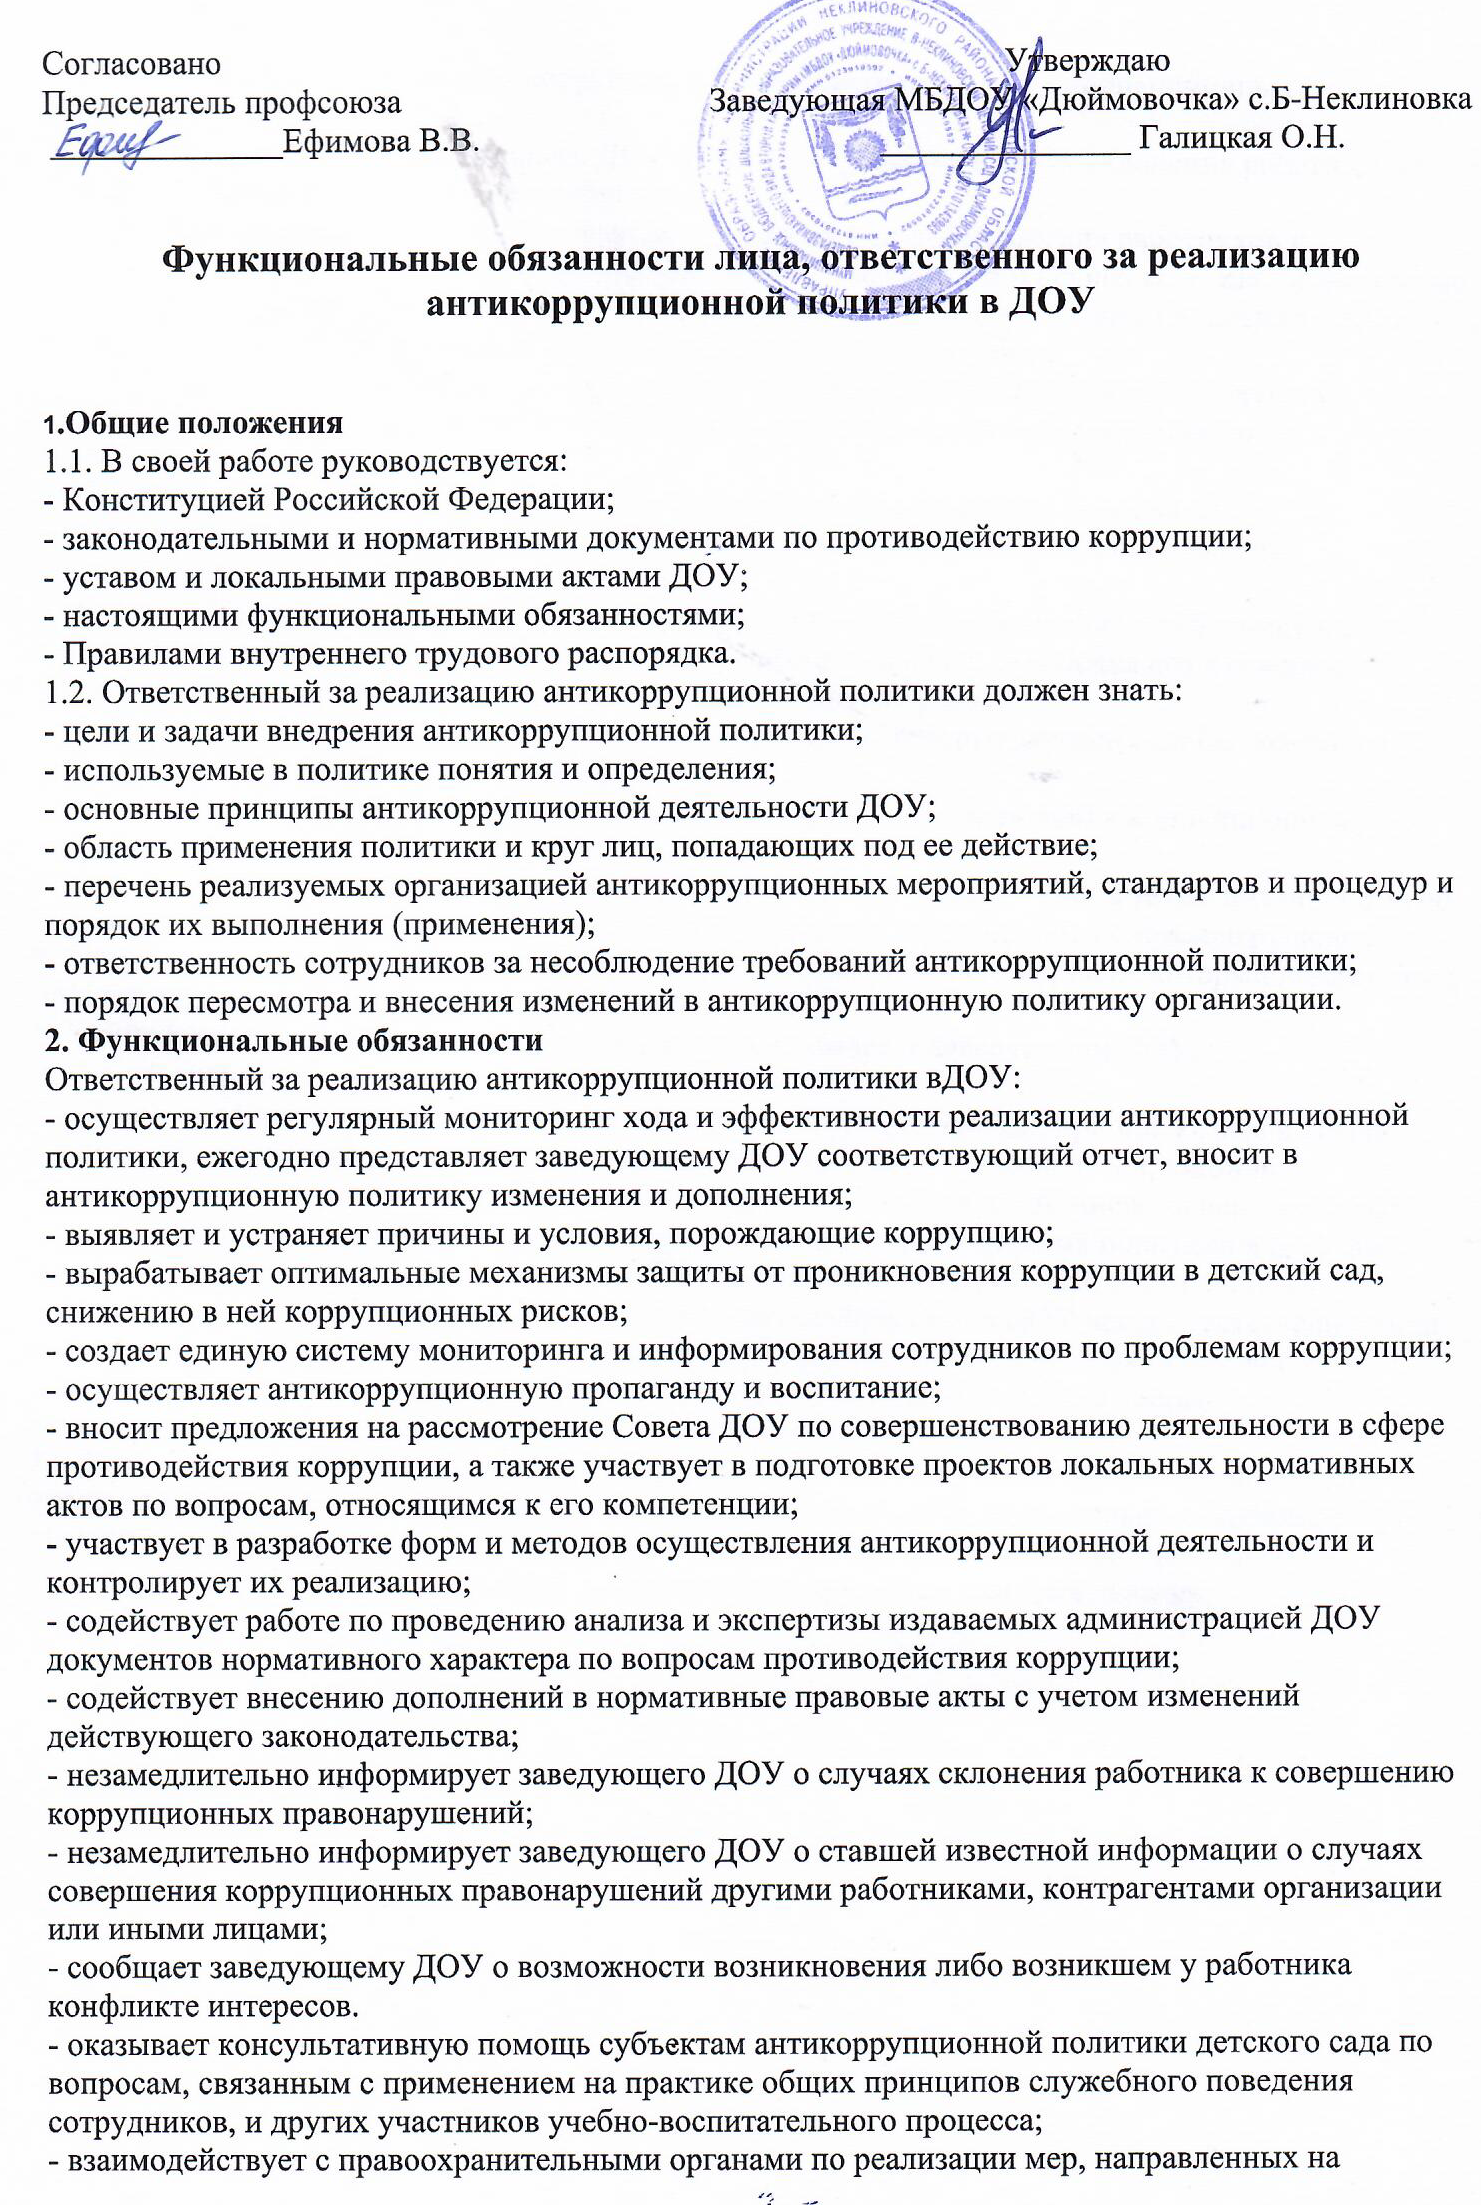 Согласовано Утверждаю
Председатель профсоюза Заведующая МБДОУ «Дюймовочка» с.Б-Неклиновка
Ефимова В.В. Галицкая О.Н.
Функциональные обязанности лица, ответственного за реализацию
антикоррупционной политики в ДОУ
1.Общие положения
1.1. В своей работе руководствуется:
- Конституцией Российской Федерации;
- законодательными и нормативными документами по противодействию коррупции;
- уставом и локальными правовыми актами ДОУ;
- настоящими функциональными обязанностями;
- Правилами внутреннего трудового распорядка.
1.2. Ответственный за реализацию антикоррупционной политики должен знать:
- цели и задачи внедрения антикоррупционной политики;
- используемые в политике понятия и определения;
- основные принципы антикоррупционной деятельности ДОУ;
- область применения политики и круг лиц, попадающих под ее действие;
- перечень реализуемых организацией антикоррупционных мероприятий, стандартов и процедур и
порядок их выполнения (применения);
- ответственность сотрудников за несоблюдение требований антикоррупционной политики;
- порядок пересмотра и внесения изменений в антикоррупционную политику организации.
2. Функциональные обязанности
Ответственный за реализацию антикоррупционной политики вДОУ:
- осуществляет регулярный мониторинг хода и эффективности реализации антикоррупционной
политики, ежегодно представляет заведующему ДОУ соответствующий отчет, вносит в
антикоррупционную политику изменения и дополнения;
- выявляет и устраняет причины и условия, порождающие коррупцию;
- вырабатывает оптимальные механизмы защиты от проникновения коррупции в детский сад,
снижению в ней коррупционных рисков;
- создает единую систему мониторинга и информирования сотрудников по проблемам коррупции;
- осуществляет антикоррупционную пропаганду и воспитание;
- вносит предложения на рассмотрение Совета ДОУ по совершенствованию деятельности в сфере
противодействия коррупции, а также участвует в подготовке проектов локальных нормативных
актов по вопросам, относящимся к его компетенции;
- участвует в разработке форм и методов осуществления антикоррупционной деятельности и
контролирует их реализацию;
- содействует работе по проведению анализа и экспертизы издаваемых администрацией ДОУ
документов нормативного характера по вопросам противодействия коррупции;
- содействует внесению дополнений в нормативные правовые акты с учетом изменений
действующего законодательства;
- незамедлительно информирует заведующего ДОУ о случаях склонения работника к совершению
коррупционных правонарушений;
- незамедлительно информирует заведующего ДОУ о ставшей известной информации о случаях
совершения коррупционных правонарушений другими работниками, контрагентами организации
или иными лицами;
- сообщает заведующему ДОУ о возможности возникновения либо возникшем у работника
конфликте интересов.
- оказывает консультативную помощь субъектам антикоррупционной политики детского сада по
вопросам, связанным с применением на практике общих принципов служебного поведения
сотрудников, и других участников учебно-воспитательного процесса;
- взаимодействует с правоохранительными органами по реализации мер, направленных на